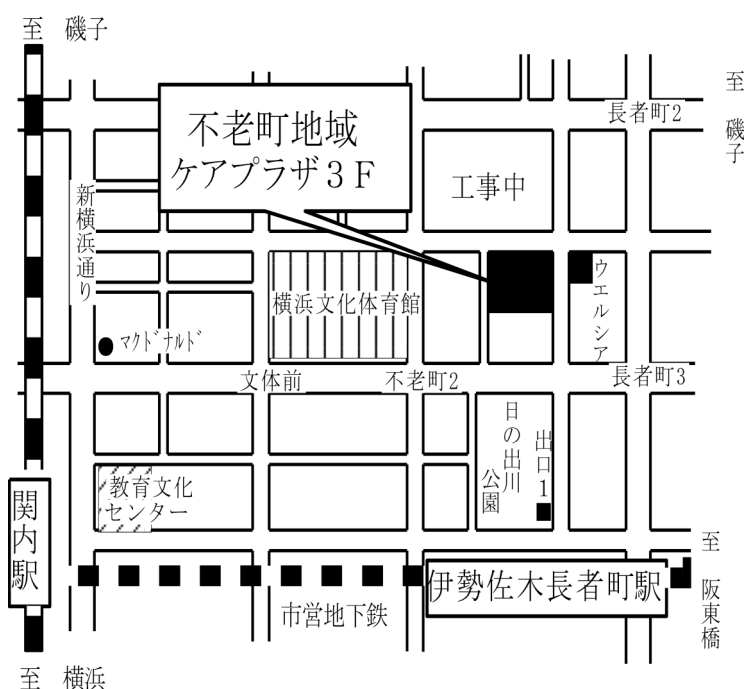 至 磯子
至 磯子
長者町2
不老町地域
ケアプラザ３Ｆ
工事中
新横浜通り
横浜文化体育館
ウエルシア
マクドナルド
文体前
不老町2
長者町3
日の出川
公園
出口1
教育文化
センター
関内駅
伊勢佐木長者町駅
至 阪東橋
市営地下鉄
至 横浜